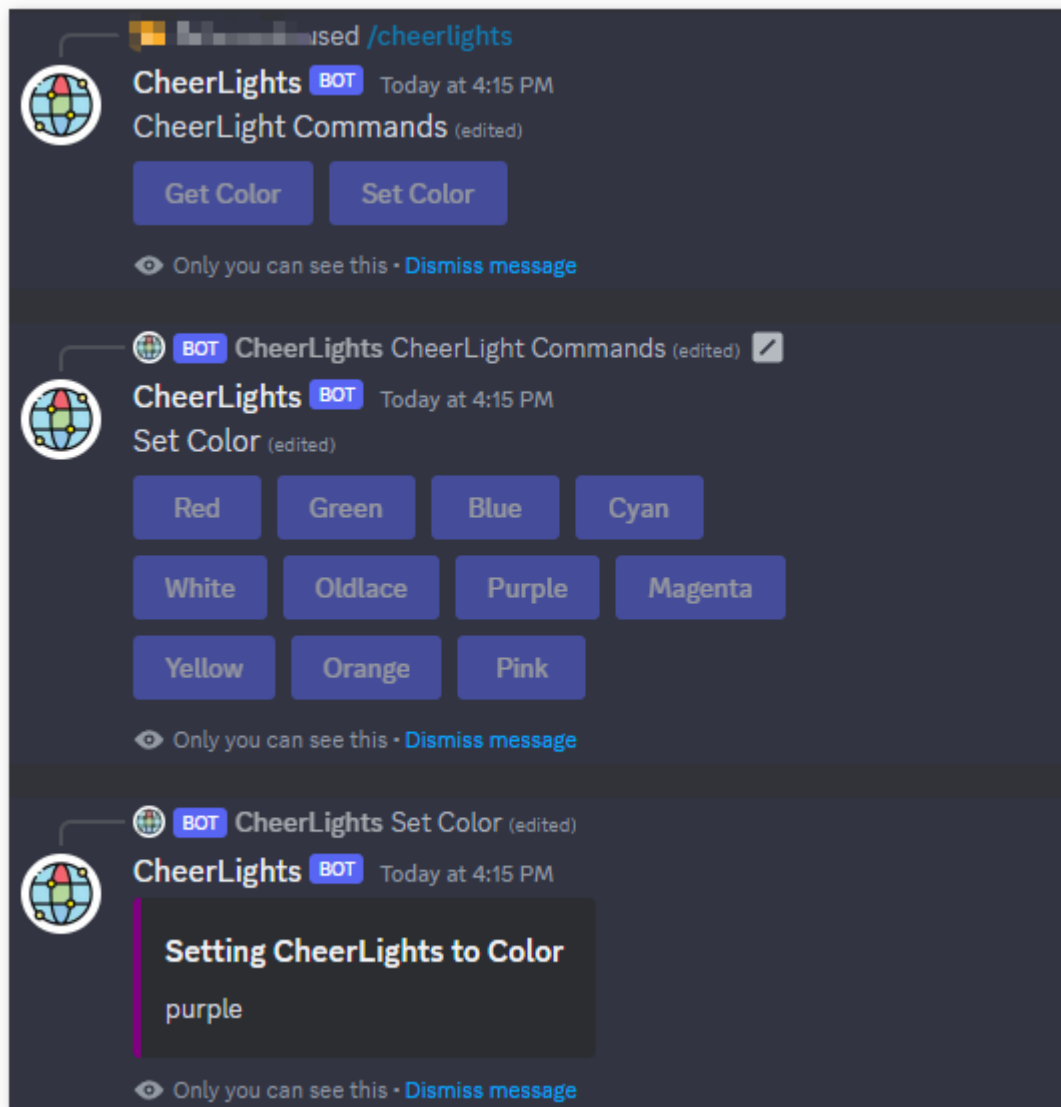 used /cheerlights
CheerLights BOT Today at 4:15 PM
CheerLight Commands (edited)
Get Color Set Color
Only you can see this • Dismiss message
BOT CheerLights CheerLight Commands (edited)
CheerLights BOT Today at 4:15 PM
Set Color (edited)
Red Green Blue Cyan
White Oldlace Purple Magenta
Yellow Orange Pink
Only you can see this • Dismiss message
BOT CheerLights Set Color (edited)
CheerLights BOT Today at 4:15 PM
Setting CheerLights to Color
purple
Only you can see this • Dismiss message